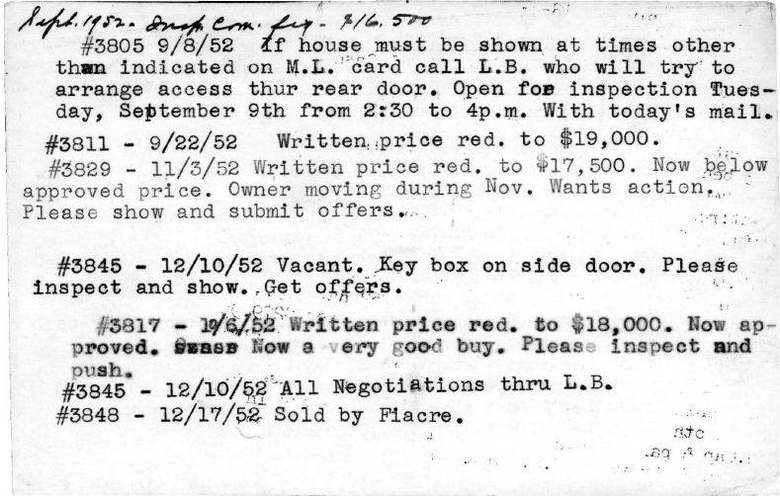 Sept. 1952. Insp. Com. fig. - $16,500
#3805 9/8/52 If house must be shown at times other
than indicated on M.L. card call L.B. who will try to
arrange access thur rear door. Open for inspection Tues-
day, September 9th from 2:30 to 4p.m. With today's mail.
#3811 - 9/22/52 Written price red. to $19,000.
#3829 - 11/3/52 Written price red. to $17,500. Now below
approved price. Owner moving during Nov. Wants action.
Please show and submit offers.
#3845 - 12/10/52 Vacant. Key box on side door. Please
inspect and show. Get offers.
#3817 - 10/6/52 Written price red. to $18,000. Now ap-
proved. Now a very good buy. Please inspect and
push.
#3845 - 12/10/52 All Negotiations thru L.B.
#3848 - 12/17/52 Sold by Fiacre.